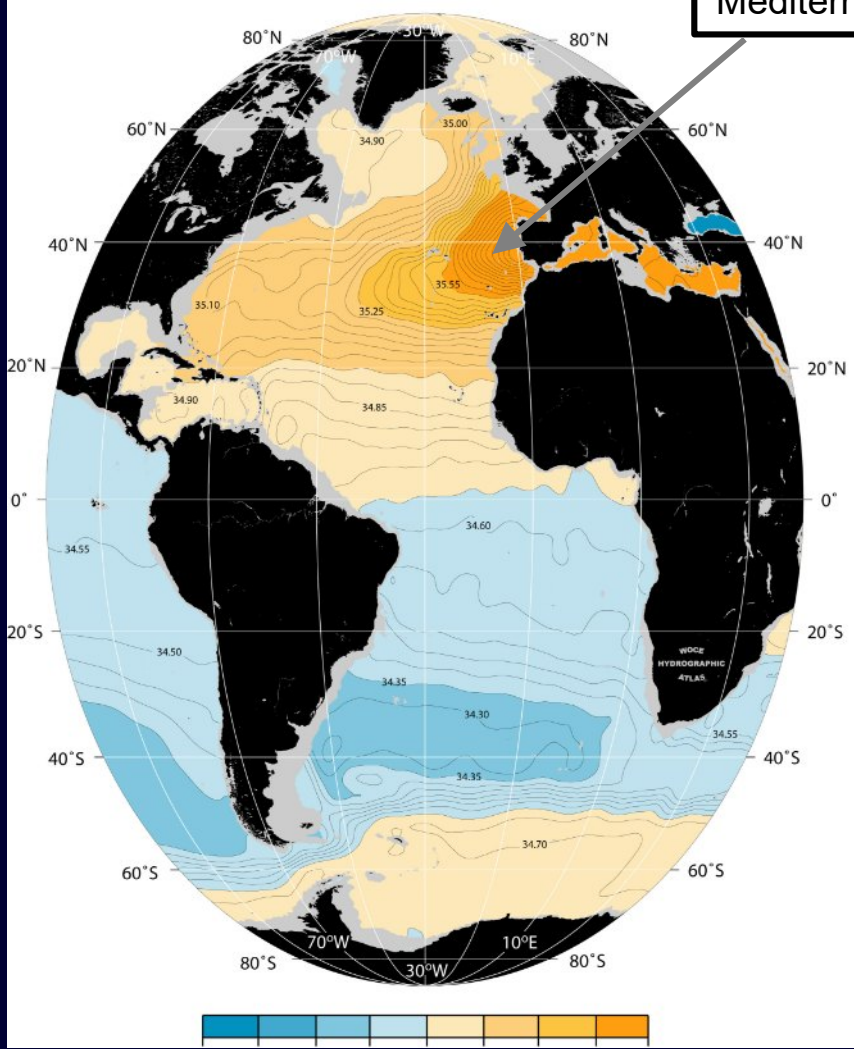 Mediterr
80˚N
30˚W
80˚N
70˚W
10˚E
60˚N
35.00
60˚N
34.90
40˚N
40˚N
35.55
35.10
35.25
20˚N
20˚N
34.90
34.85
0˚
0˚
34.60
34.55
20˚S
20˚S
34.50
WOCE
HYDROGRAPHIC
ATLAS
34.35
34.30
34.55
40˚S
40˚S
34.35
34.70
60˚S
60˚S
70°W
10°E
80˚S
80˚S
30°W